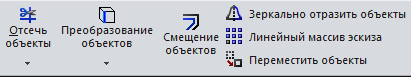 Отсечь
объекты
Преобразование
объектов
Смещение
объектов
Зеркально отразить объекты
Линейный массив эскиза
Переместить объекты